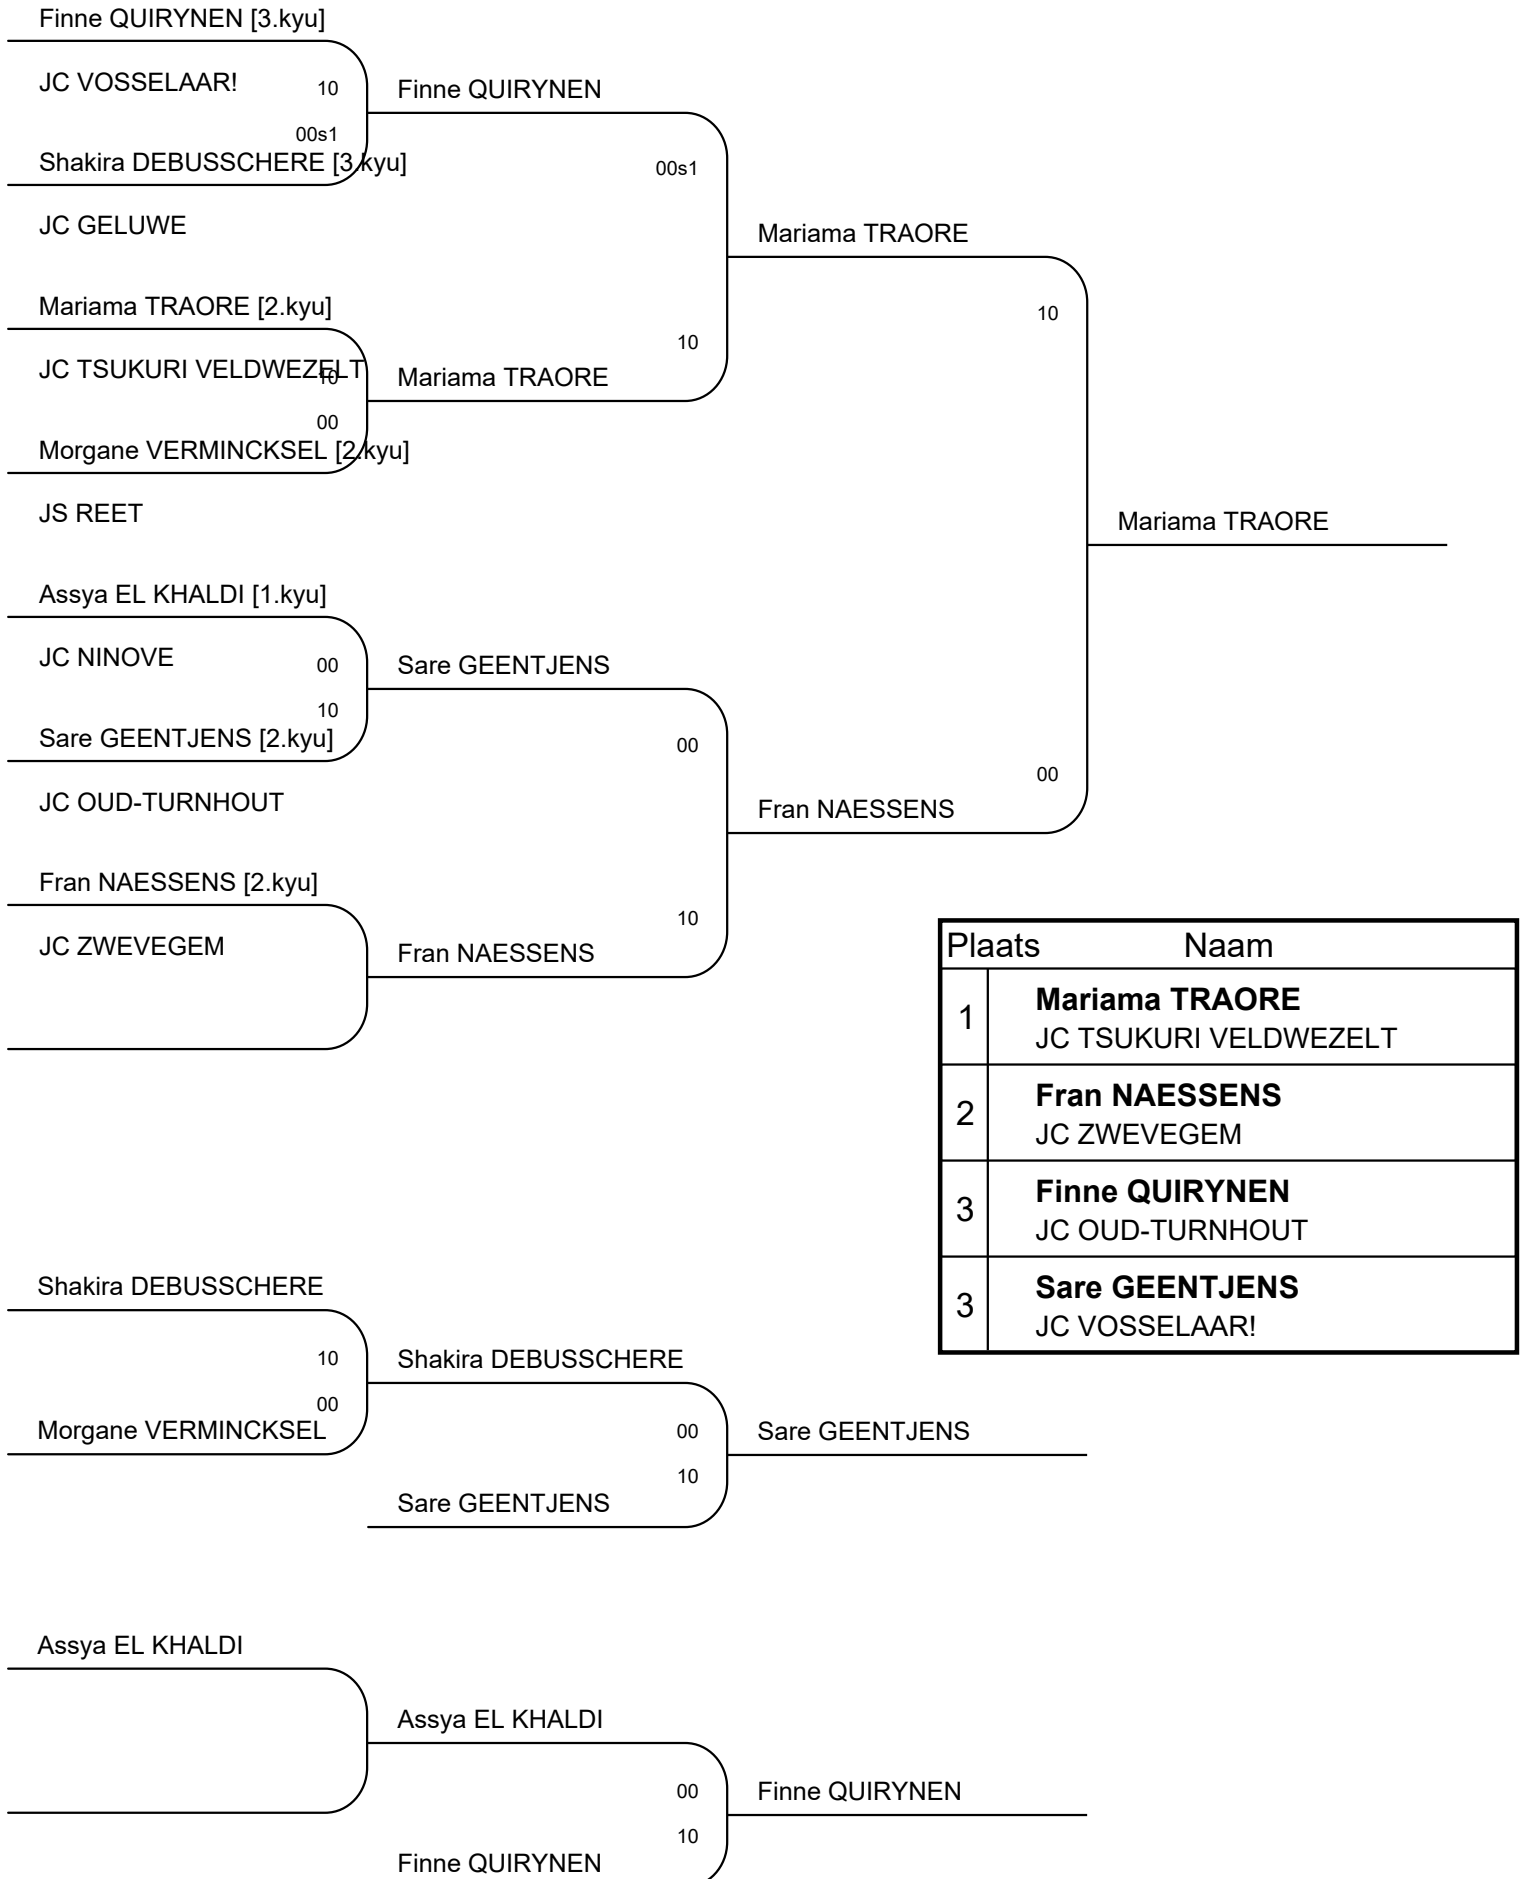 Finne QUIRYNEN [3.kyu]
JC VOSSELAAR!
10
Finne QUIRYNEN
00s1
Shakira DEBUSSCHERE [3.kyu]
00s1
JC GELUWE
Mariama TRAORE
Mariama TRAORE [2.kyu]
10
10
JC TSUKURI VELDWEZELT
10
Mariama TRAORE
00
Morgane VERMINCKSEL [2.kyu]
JS REET
Mariama TRAORE
Assya EL KHALDI [1.kyu]
JC NINOVE
00
Sare GEENTJENS
10
Sare GEENTJENS [2.kyu]
00
JC OUD-TURNHOUT
00
Fran NAESSENS
Fran NAESSENS [2.kyu]
10
JC ZWEVEGEM
Fran NAESSENS
Plaats Naam
1 Mariama TRAORE
JC TSUKURI VELDWEZELT
2 Fran NAESSENS
JC ZWEVEGEM
3 Finne QUIRYNEN
JC OUD-TURNHOUT
3 Sare GEENTJENS
JC VOSSELAAR!
Shakira DEBUSSCHERE
10
Shakira DEBUSSCHERE
00
Morgane VERMINCKSEL
00
Sare GEENTJENS
10
Sare GEENTJENS
Assya EL KHALDI
Assya EL KHALDI
00
Finne QUIRYNEN
10
Finne QUIRYNEN